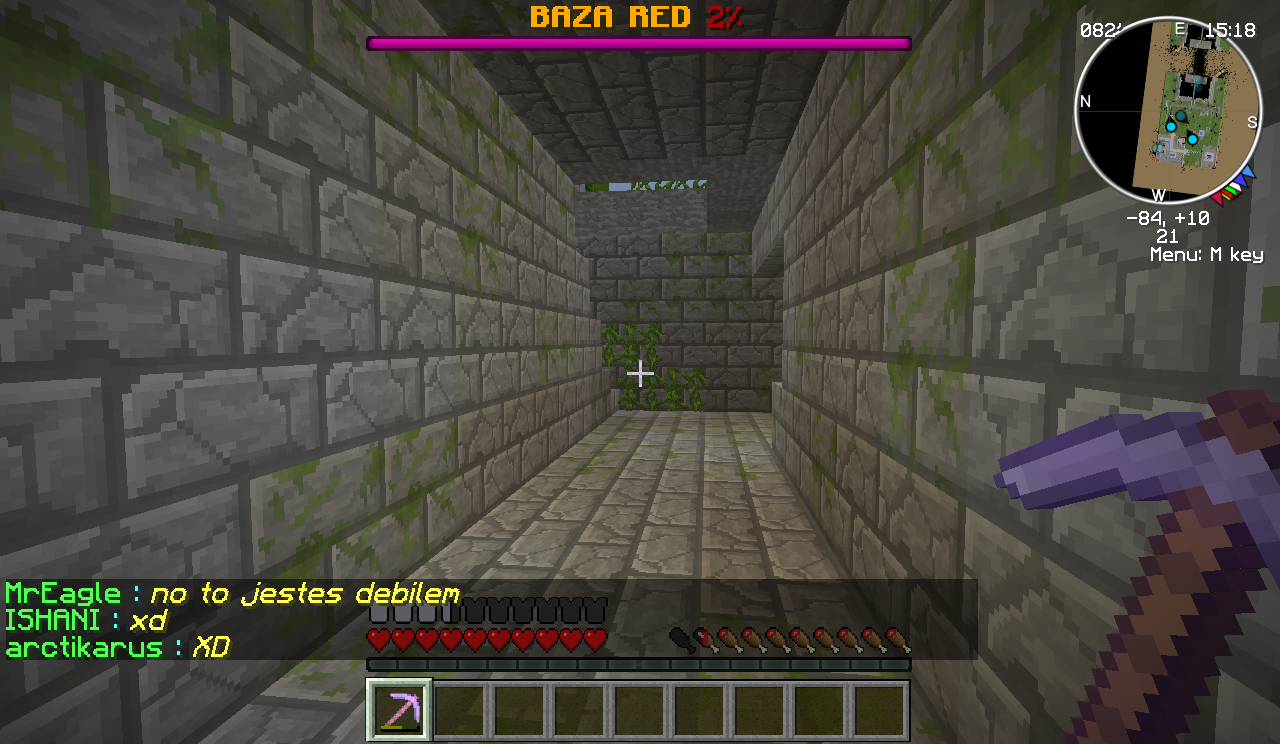 BAZA RED 2%
082° E 15:18
N
S
W
-84, +10
21
Menu: M key
MrEagle : no to jestes debilem
ISHANI : xd
arctikarus : XD